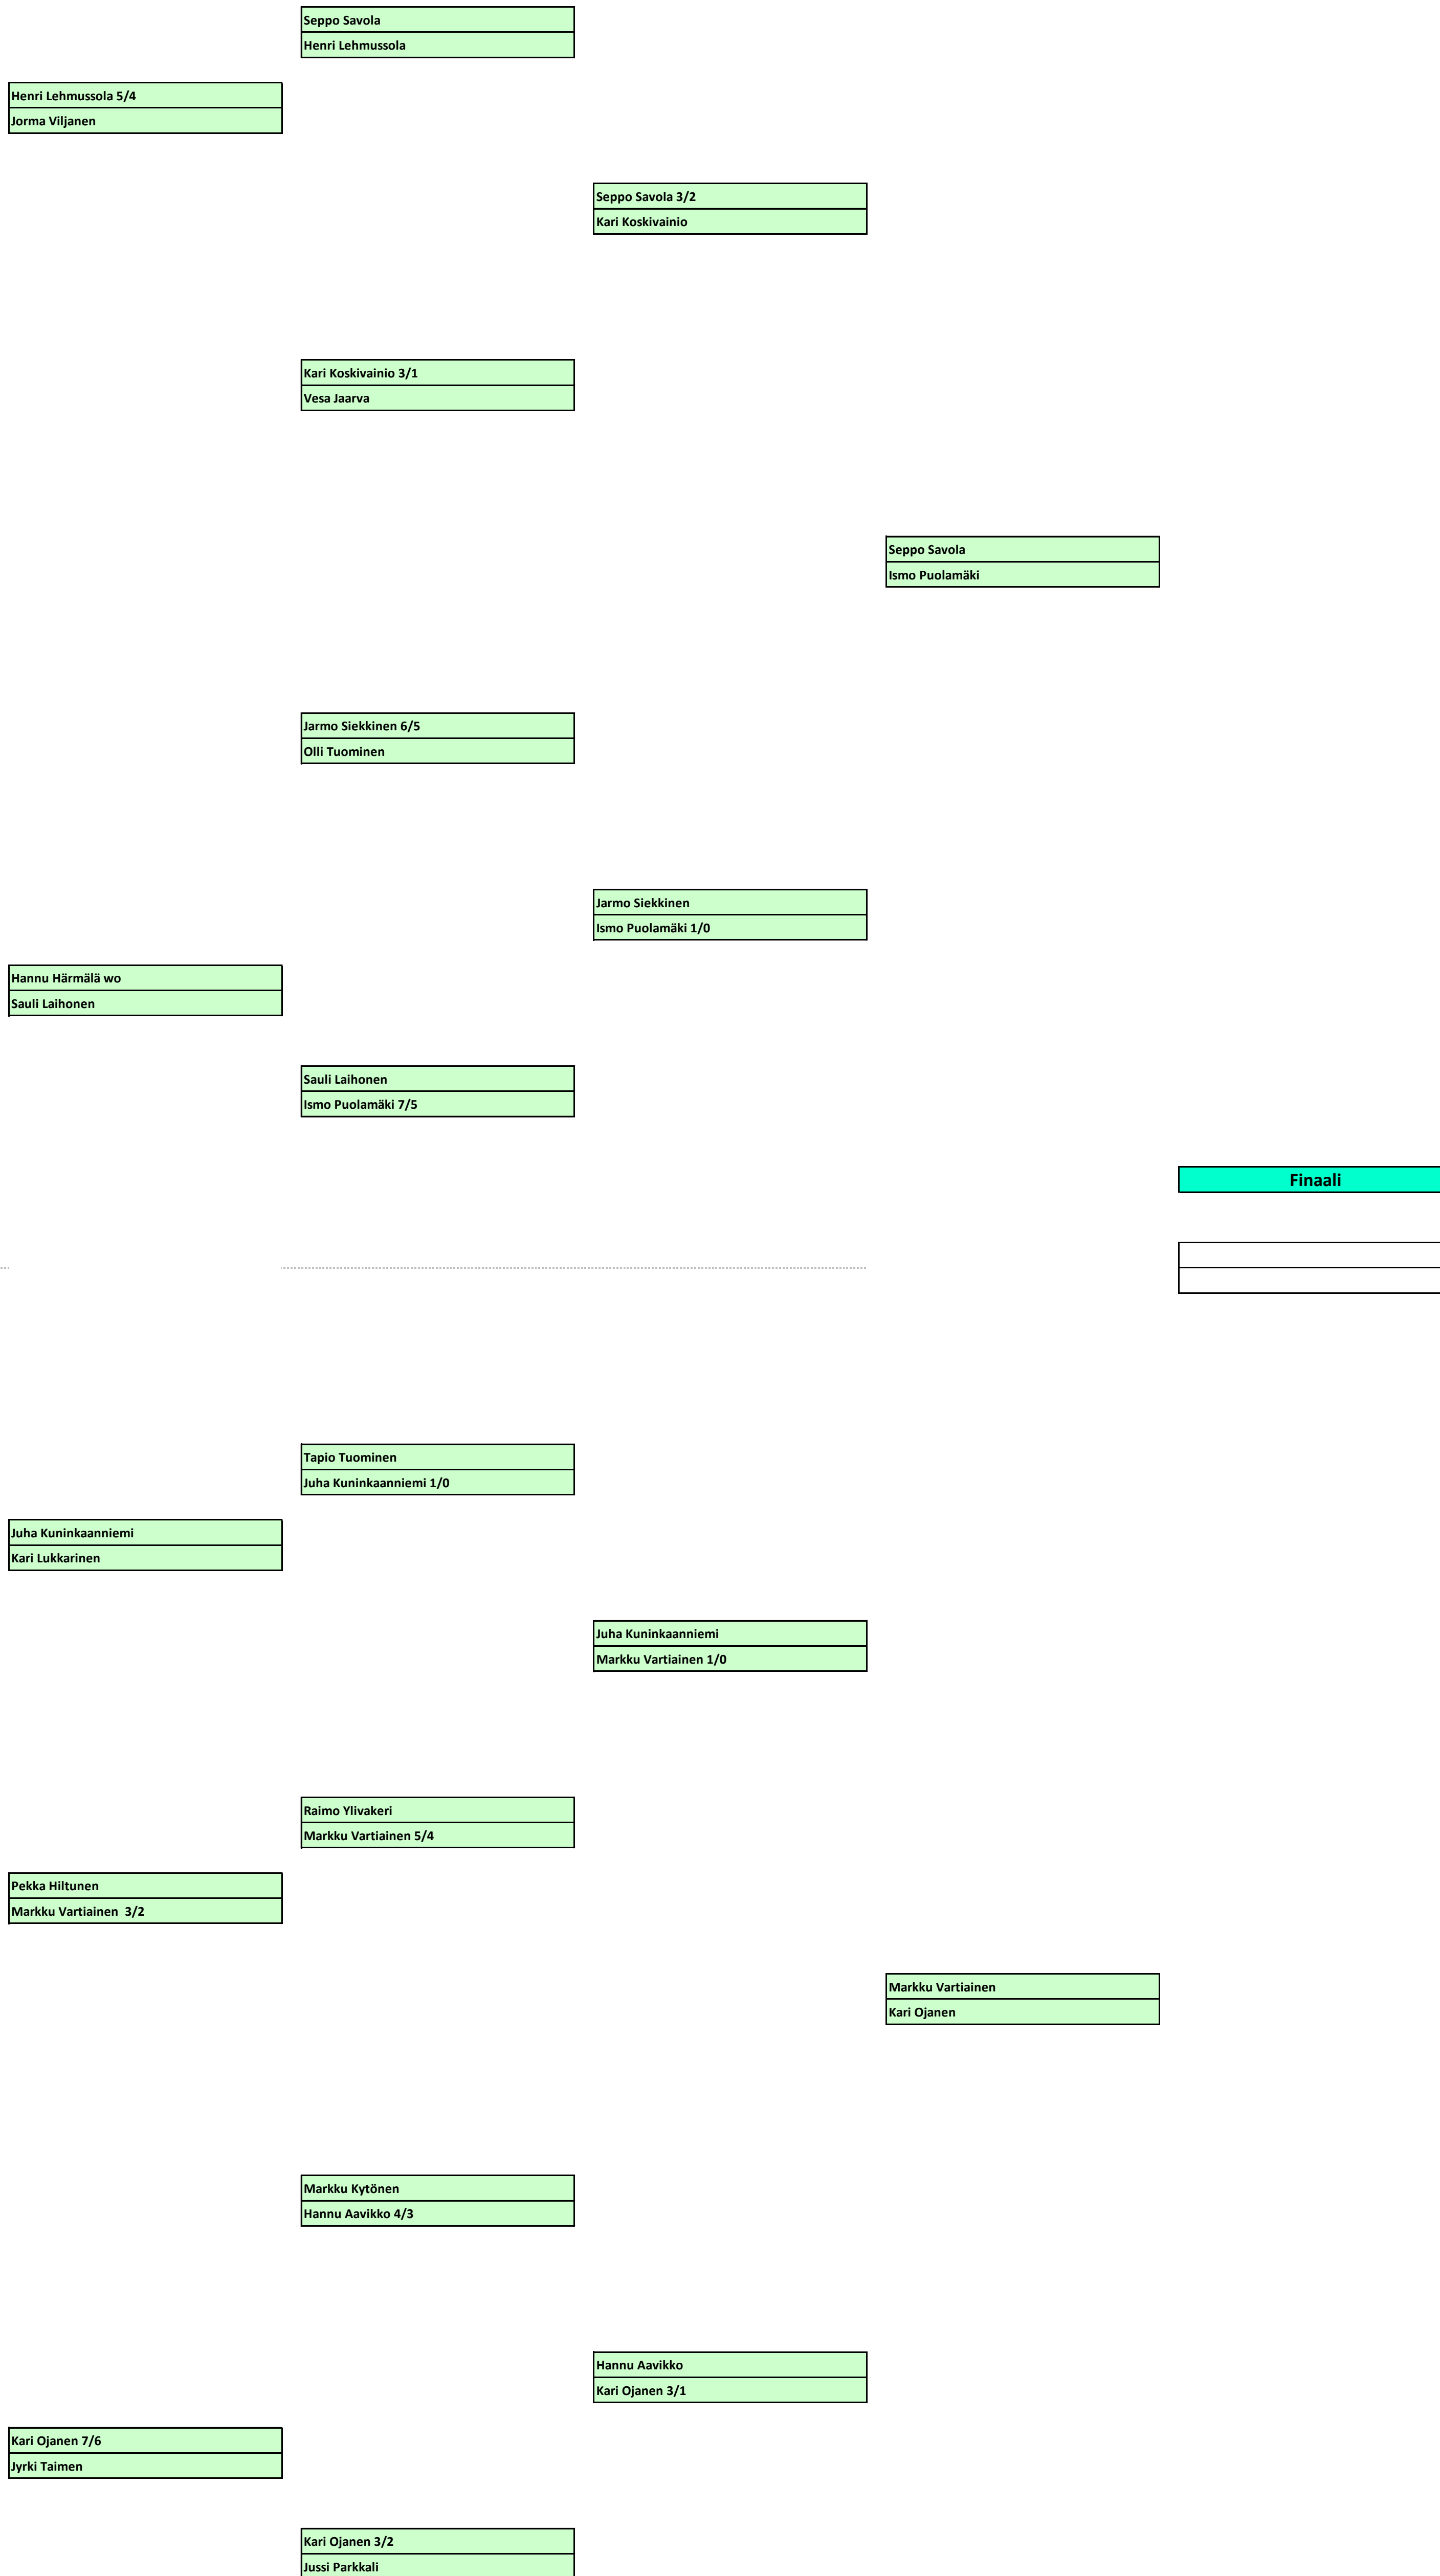 Seppo Savola
Henri Lehmussola
Henri Lehmussola 5/4
Jorma Viljanen
Seppo Savola 3/2
Kari Koskivainio
Kari Koskivainio 3/1
Vesa Jaarva
Seppo Savola
Ismo Puolamäki
Jarmo Siekkinen 6/5
Olli Tuominen
Jarmo Siekkinen
Ismo Puolamäki 1/0
Hannu Härmälä wo
Sauli Laihonen
Sauli Laihonen
Ismo Puolamäki 7/5
Finaali
Tapio Tuominen
Juha Kuninkaanniemi 1/0
Juha Kuninkaanniemi
Kari Lukkarinen
Juha Kuninkaanniemi
Markku Vartiainen 1/0
Raimo Ylivakeri
Markku Vartiainen 5/4
Pekka Hiltunen
Markku Vartiainen  3/2
Markku Vartiainen
Kari Ojanen
Markku Kytönen
Hannu Aavikko 4/3
Hannu Aavikko
Kari Ojanen 3/1
Kari Ojanen 7/6
Jyrki Taimen
Kari Ojanen 3/2
Jussi Parkkali